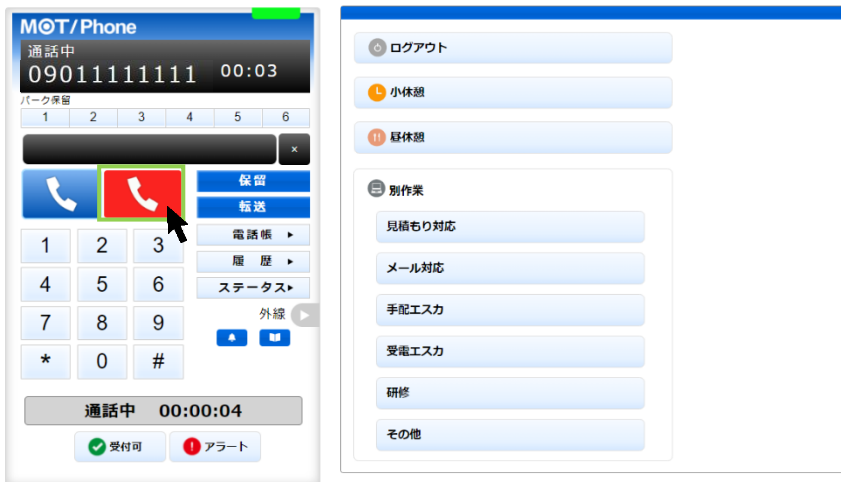 MOT/Phone
通話中
09011111111 00:03
パーク保留
1 2 3 4 5 6
×
保留
転送
電話帳
履歴
ステータス
外線
1 2 3
4 5 6
7 8 9
* 0 #
通話中 00:00:04
受付可 アラート
ログアウト
小休憩
昼休憩
別作業
見積もり対応
メール対応
手配エスカ
受電エスカ
研修
その他